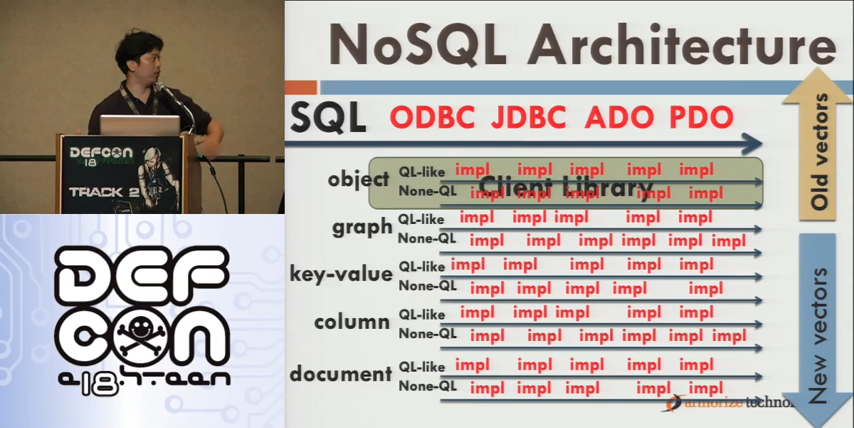 NoSQL Architecture
SQL ODBC JDBC ADO PDO
Old vectors
Client Library
object QL-like impl impl impl impl impl
None-QL impl impl impl impl impl
graph QL-like impl impl impl impl impl
None-QL impl impl impl impl impl impl
key-value QL-like impl impl impl impl impl
None-QL impl impl impl impl impl
column QL-like impl impl impl impl impl
None-QL impl impl impl impl impl impl
document QL-like impl impl impl impl impl
None-QL impl impl impl impl impl
New vectors
armorize
DEFCON
18
TRACK 2
DEF
CON
e18hteen